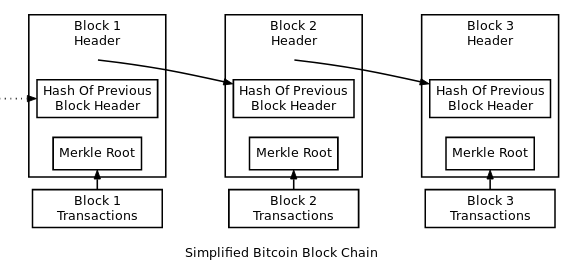 Block 1
Header
Hash Of Previous
Block Header
Merkle Root
Block 1
Transactions
Block 2
Header
Hash Of Previous
Block Header
Merkle Root
Block 2
Transactions
Block 3
Header
Hash Of Previous
Block Header
Merkle Root
Block 3
Transactions
Simplified Bitcoin Block Chain